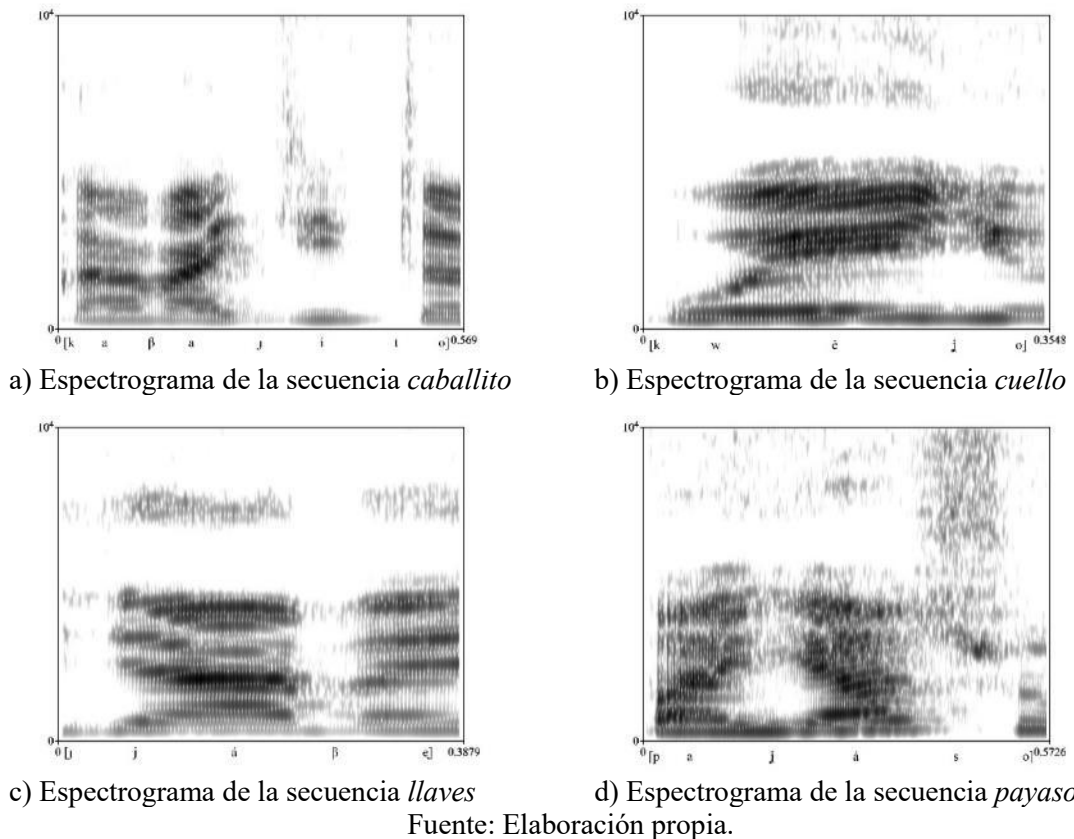 10⁴
0
0 [k a β a ɟ i t o] 0.569
a) Espectrograma de la secuencia caballito
10⁴
0
0 [k w é ʝ o] 0.3548
b) Espectrograma de la secuencia cuello
10⁴
0
0 á β 0.3879
c) Espectrograma de la secuencia llaves
10⁴
0
0 [p a á s o] 0.5726
d) Espectrograma de la secuencia payaso
Fuente: Elaboración propia.